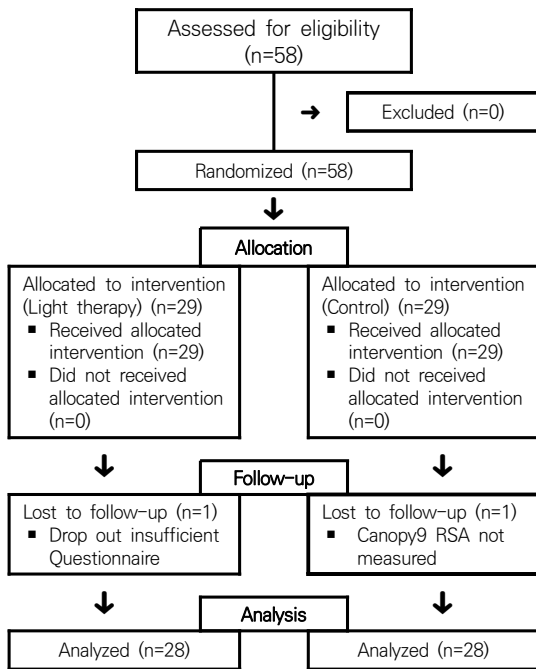 Assessed for eligibility
(n=58)
Excluded (n=0)
Randomized (n=58)
Allocation
Allocated to intervention
(Light therapy) (n=29)
▪ Received allocated
intervention (n=29)
▪ Did not received
allocated intervention
(n=0)
Allocated to intervention
(Control) (n=29)
▪ Received allocated
intervention (n=29)
▪ Did not received
allocated intervention
(n=0)
Follow-up
Lost to follow-up (n=1)
▪ Drop out insufficient
Questionnaire
Lost to follow-up (n=1)
▪ Canopy9 RSA not
measured
Analysis
Analyzed (n=28)
Analyzed (n=28)